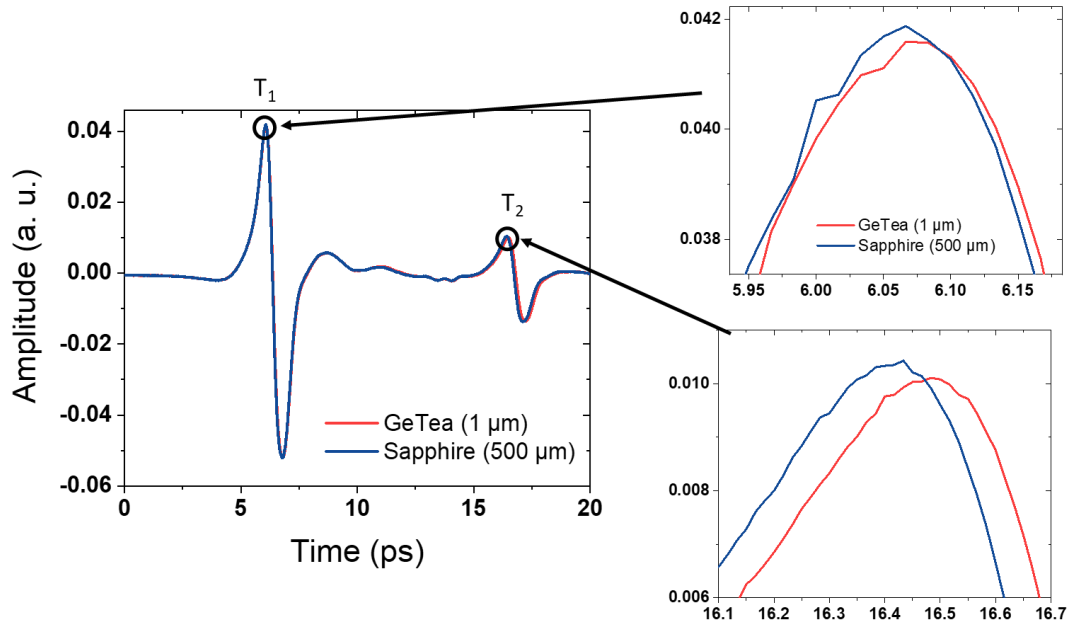 T1
T2
Amplitude (a. u.)
0.04
0.02
0.00
-0.02
-0.04
-0.06
0 5 10 15 20
Time (ps)
GeTea (1 µm)
Sapphire (500 µm)
0.042
0.040
0.038
GeTea (1 µm)
Sapphire (500 µm)
5.95 6.00 6.05 6.10 6.15
0.010
0.008
0.006
16.1 16.2 16.3 16.4 16.5 16.6 16.7